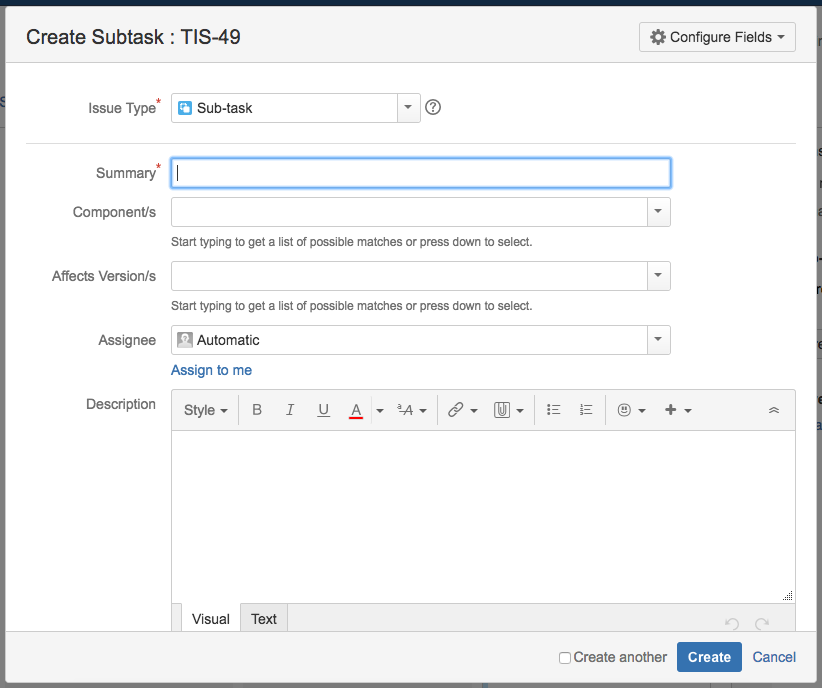 Create Subtask : TIS-49
Configure Fields
Issue Type*
Sub-task
Summary*
Component/s
Start typing to get a list of possible matches or press down to select.
Affects Version/s
Start typing to get a list of possible matches or press down to select.
Assignee
Automatic
Assign to me
Description
Style B I U A ªA
Visual Text
Create another Create Cancel